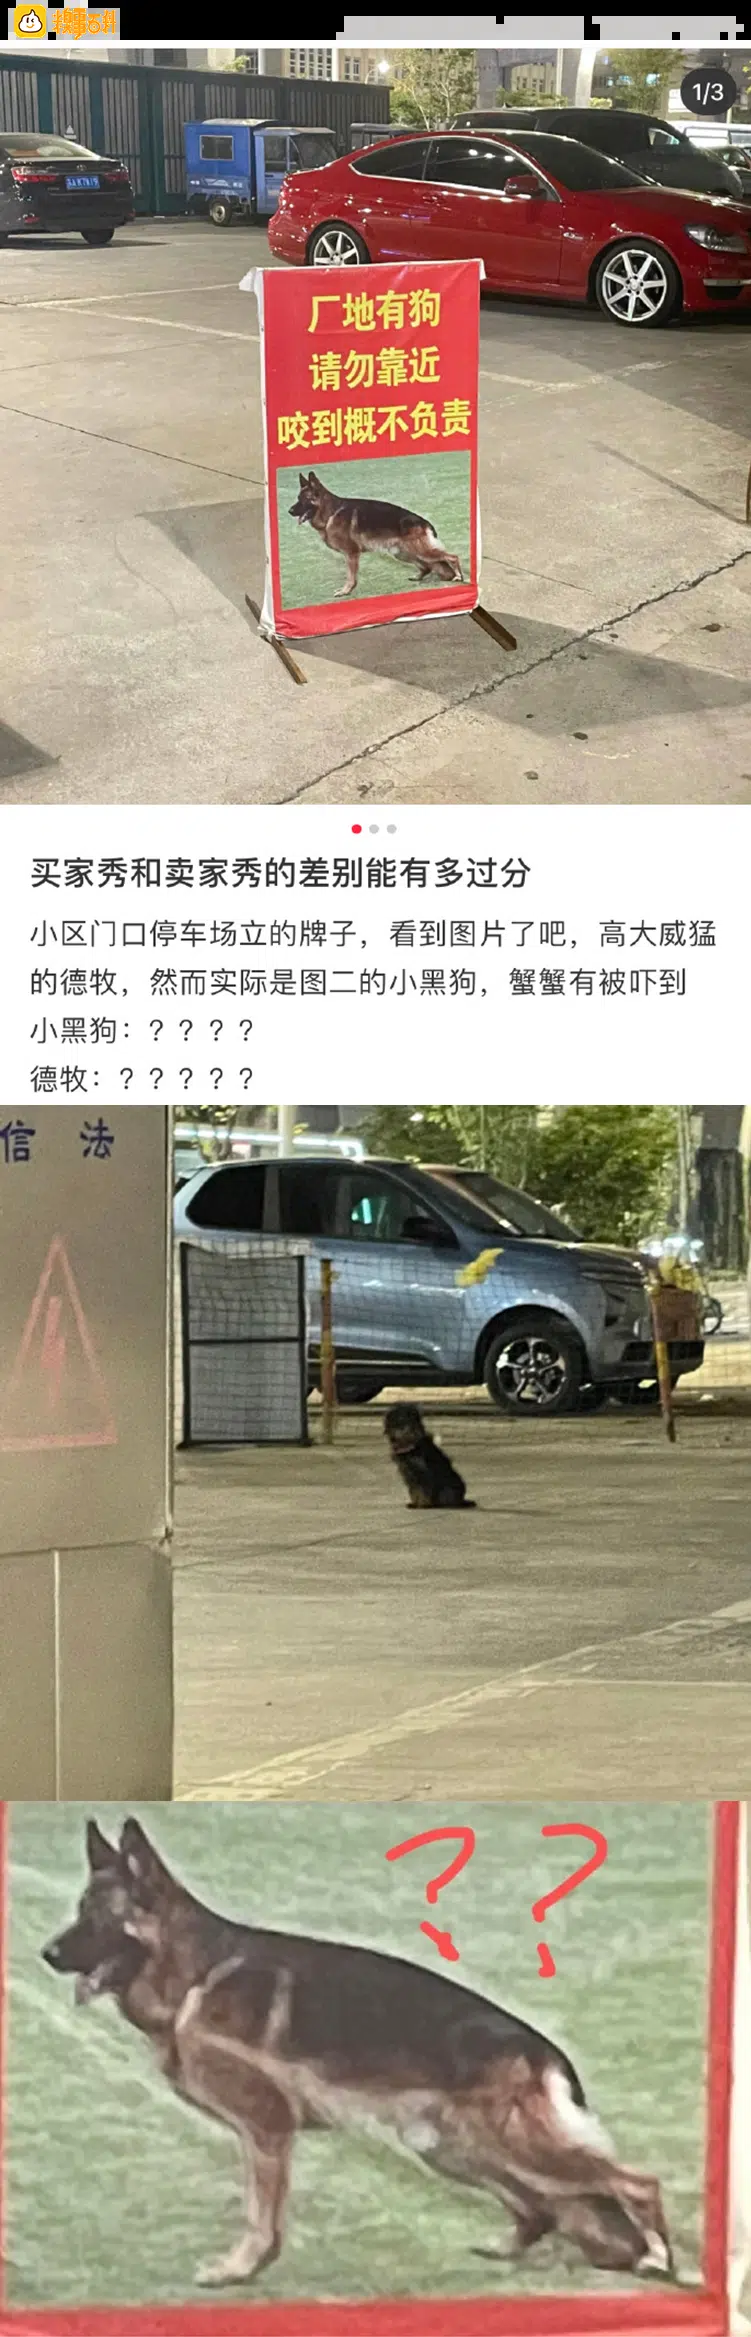 糗事百科
1/3
厂地有狗
请勿靠近
咬到概不负责
买家秀和卖家秀的差别能有多过分
小区门口停车场立的牌子，看到图片了吧，高大威猛
的德牧，然而实际是图二的小黑狗，蟹蟹有被吓到
小黑狗：？？？？
德牧：？？？？？
信 法
？？